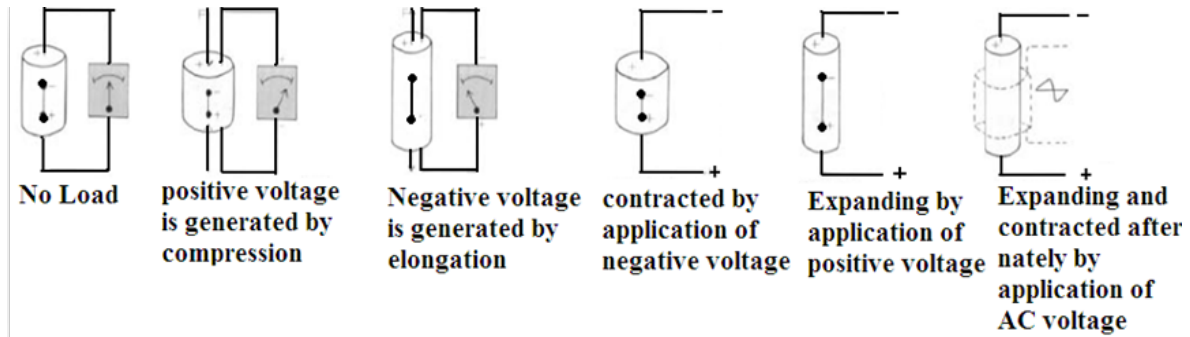 No Load
positive voltage
is generated by
compression
Negative voltage
is generated by
elongation
contracted by
application of
negative voltage
Expanding by
application of
positive voltage
Expanding and
contracted after
nately by
application of
AC voltage